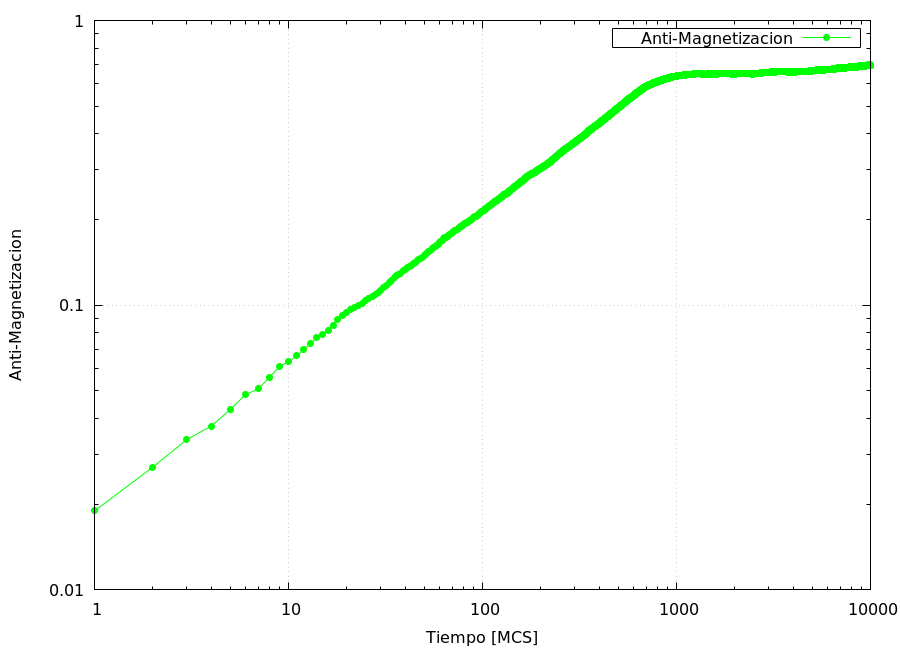 1
Anti-Magnetizacion
0.1
Anti-Magnetizacion
0.01
1 10 100 1000 10000
Tiempo [MCS]